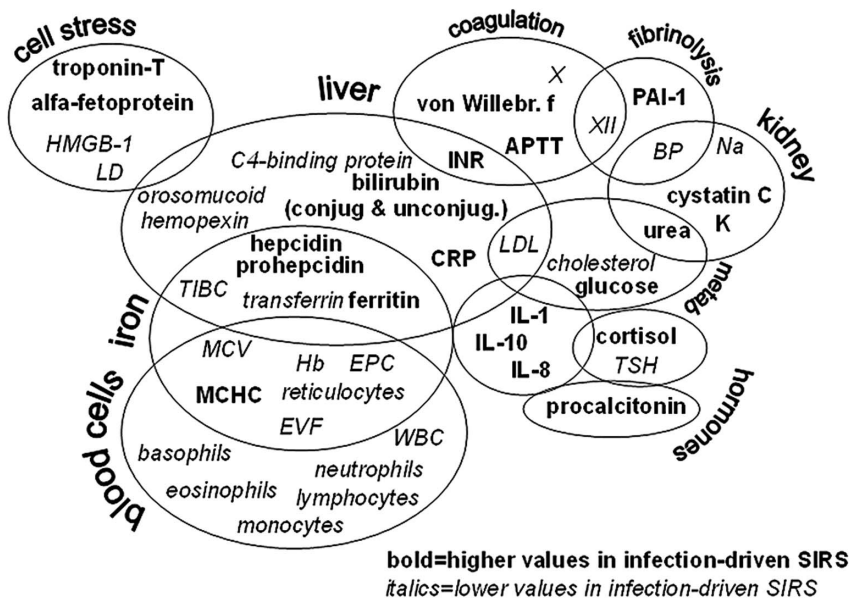 cell stress
troponin-T
alfa-fetoprotein
HMGB-1
LD
coagulation
X
von Willebr. f
APTT
XII
fibrinolysis
PAI-1
BP
kidney
Na
cystatin C
K
urea
liver
C4-binding protein
INR
bilirubin
(conjug & unconjug.)
orosomucoid
hemopexin
CRP
LDL
cholesterol
glucose
metab
hepcidin
prohepcidin
TIBC
transferrin ferritin
iron
MCV
Hb EPC
MCHC reticulocytes
EVF
IL-1
IL-10
IL-8
cortisol
TSH
procalcitonin
hormones
blood cells
WBC
basophils
neutrophils
eosinophils
lymphocytes
monocytes
bold=higher values in infection-driven SIRS
italics=lower values in infection-driven SIRS